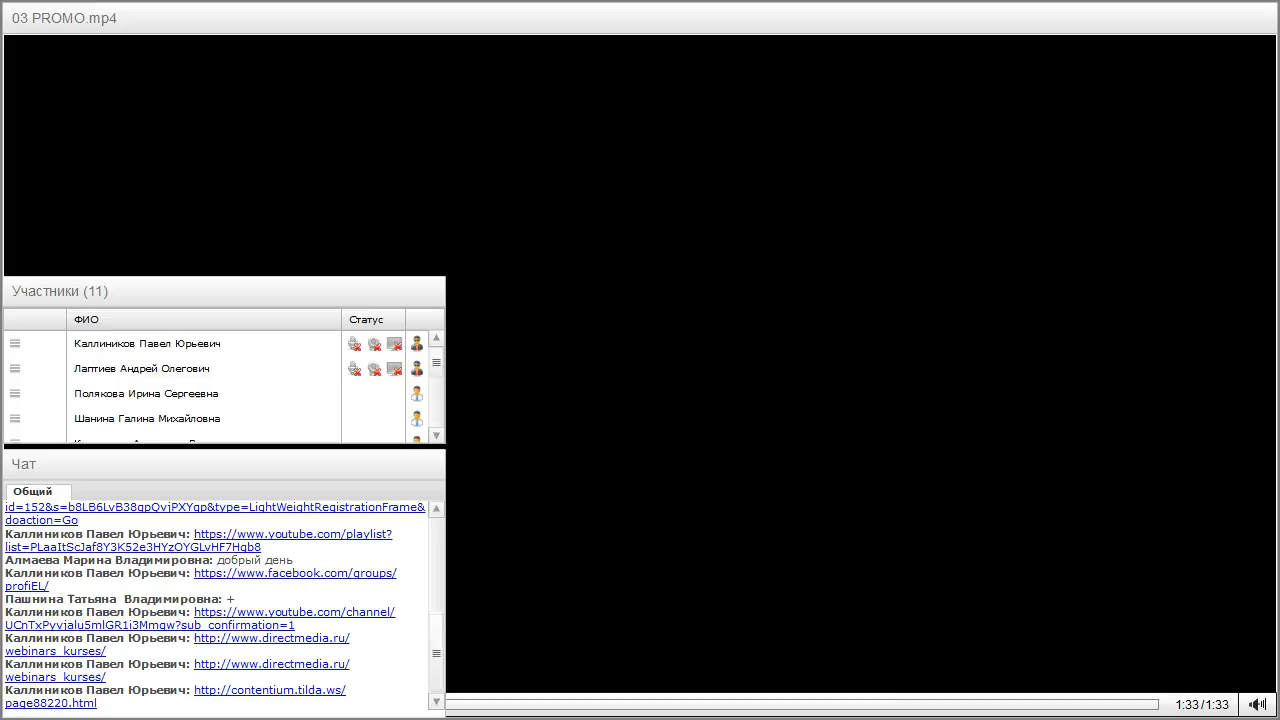 03 PROMO.mp4
Участники (11)
ФИО Статус
Каллиников Павел Юрьевич
Лаптиев Андрей Олегович
Полякова Ирина Сергеевна
Шанина Галина Михайловна
Чат
Общий
id=152&s=b8LB6LvB38gpQvjPXYgp&type=LightWeightRegistrationFrame&
doaction=Go
Каллиников Павел Юрьевич: https://www.youtube.com/playlist?
list=PLaaItScJaf8Y3K52e3HYzOYGLvHF7Hgb8
Алмаева Марина Владимировна: добрый день
Каллиников Павел Юрьевич: https://www.facebook.com/groups/
profiEL/
Пашнина Татьяна Владимировна: +
Каллиников Павел Юрьевич: https://www.youtube.com/channel/
UCnTxPyvjalu5mlGR1i3Mmqw?sub_confirmation=1
Каллиников Павел Юрьевич: http://www.directmedia.ru/
webinars_kurses/
Каллиников Павел Юрьевич: http://www.directmedia.ru/
webinars_kurses/
Каллиников Павел Юрьевич: http://contentium.tilda.ws/
page88220.html
1:33/1:33